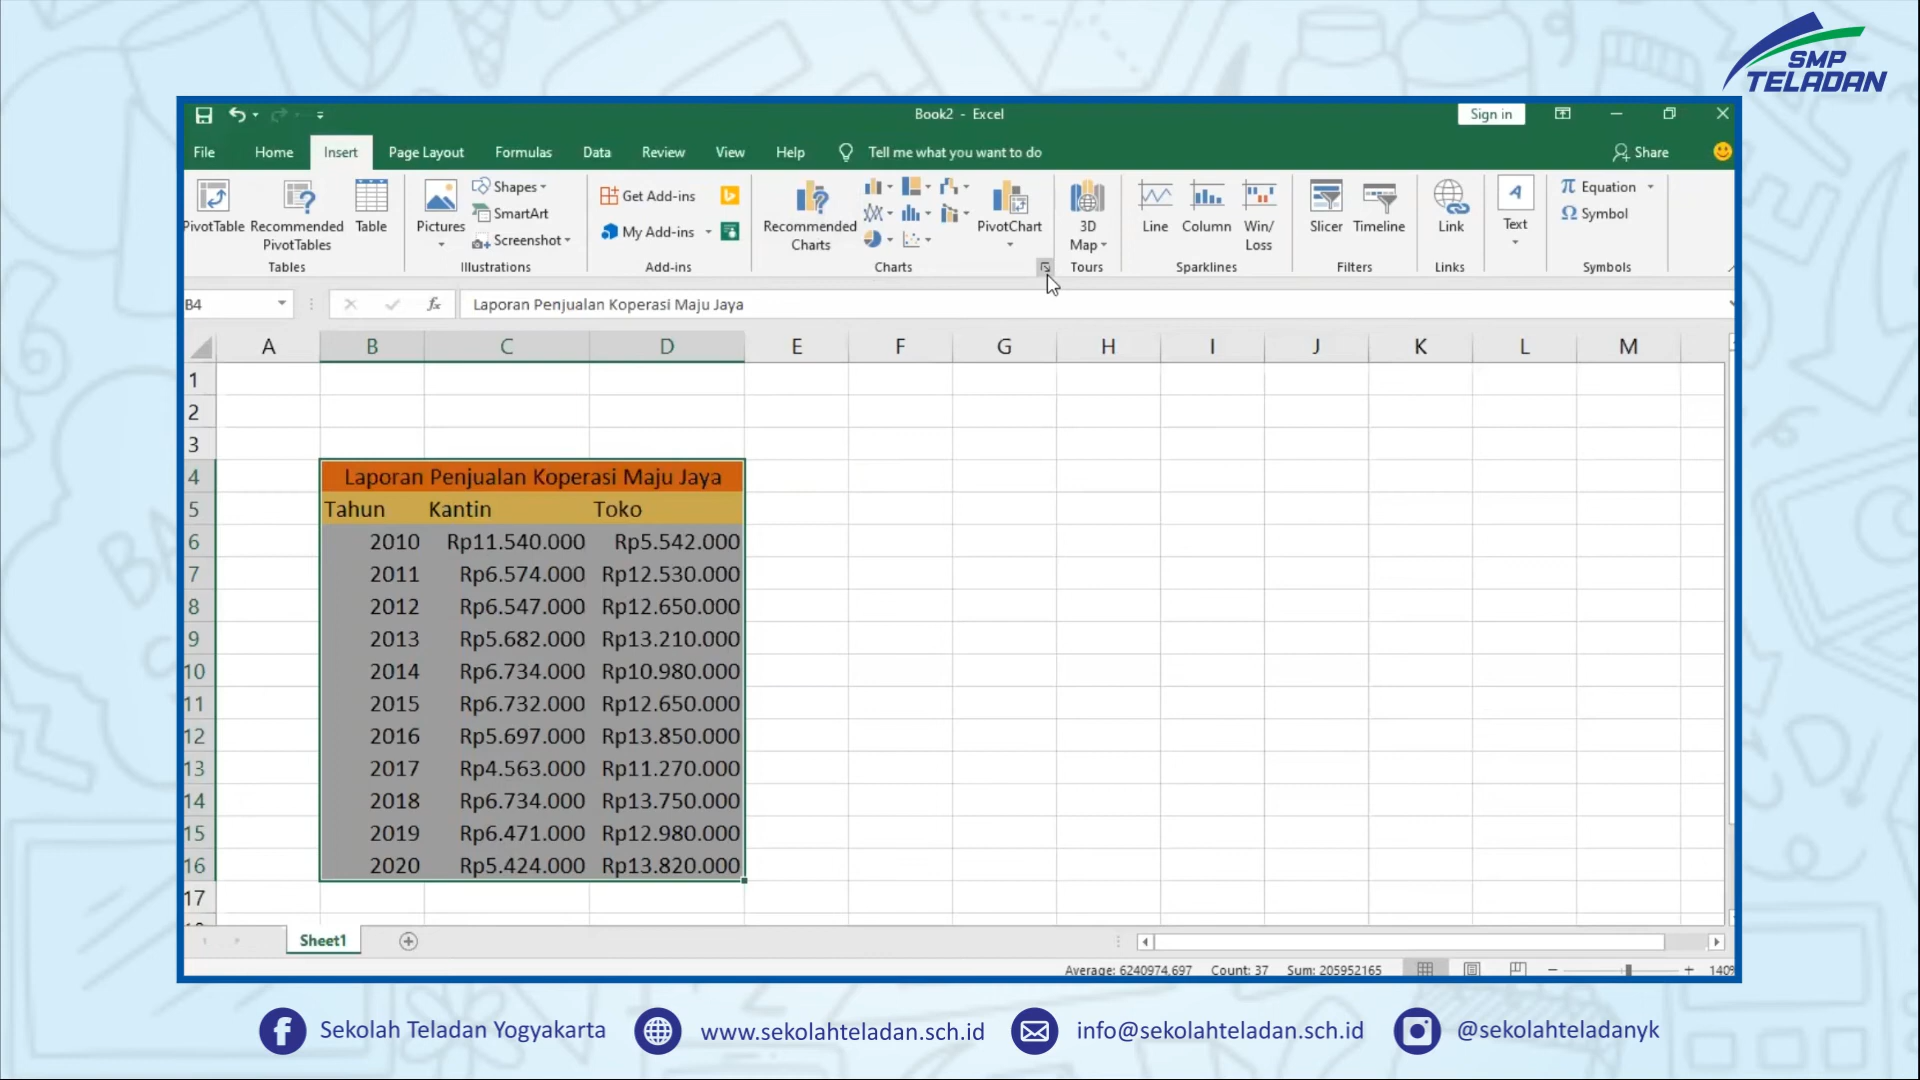 SMP
TELADAN
Book2 - Excel
Sign in
File Home Insert Page Layout Formulas Data Review View Help Tell me what you want to do Share
PivotTable Recommended PivotTables Table Pictures Shapes SmartArt Screenshot Get Add-ins My Add-ins Recommended Charts PivotChart 3D Map Line Column Win/Loss Slicer Timeline Link Text Equation Symbol
Tables Illustrations Add-ins Charts Tours Sparklines Filters Links Symbols
B4 fx Laporan Penjualan Koperasi Maju Jaya
A B C D E F G H I J K L M
1
2
3
4 Laporan Penjualan Koperasi Maju Jaya
5 Tahun Kantin Toko
6 2010 Rp11.540.000 Rp5.542.000
7 2011 Rp6.574.000 Rp12.530.000
8 2012 Rp6.547.000 Rp12.650.000
9 2013 Rp5.682.000 Rp13.210.000
10 2014 Rp6.734.000 Rp10.980.000
11 2015 Rp6.732.000 Rp12.650.000
12 2016 Rp5.697.000 Rp13.850.000
13 2017 Rp4.563.000 Rp11.270.000
14 2018 Rp6.734.000 Rp13.750.000
15 2019 Rp6.471.000 Rp12.980.000
16 2020 Rp5.424.000 Rp13.820.000
17
Sheet1
Average: 6240974,697 Count: 37 Sum: 205952165 140%
Sekolah Teladan Yogyakarta www.sekolahteladan.sch.id info@sekolahteladan.sch.id @sekolahteladanyk